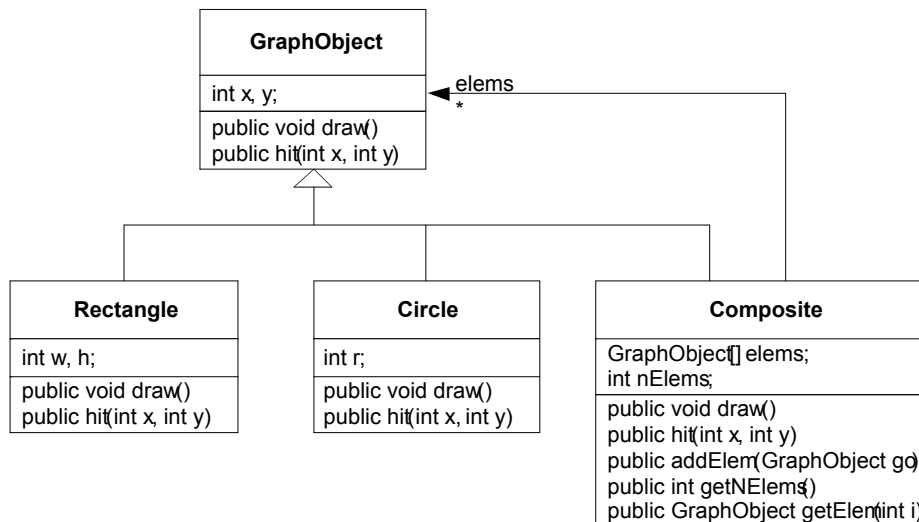 GraphObject
int x, y;
public void draw()
public hit(int x, int y)
elems
*
Rectangle
int w, h;
public void draw()
public hit(int x, int y)
Circle
int r;
public void draw()
public hit(int x, int y)
Composite
GraphObject[] elems;
int nElems;
public void draw()
public hit(int x, int y)
public addElem(GraphObject go)
public int getNElems()
public GraphObject getElem(int i)